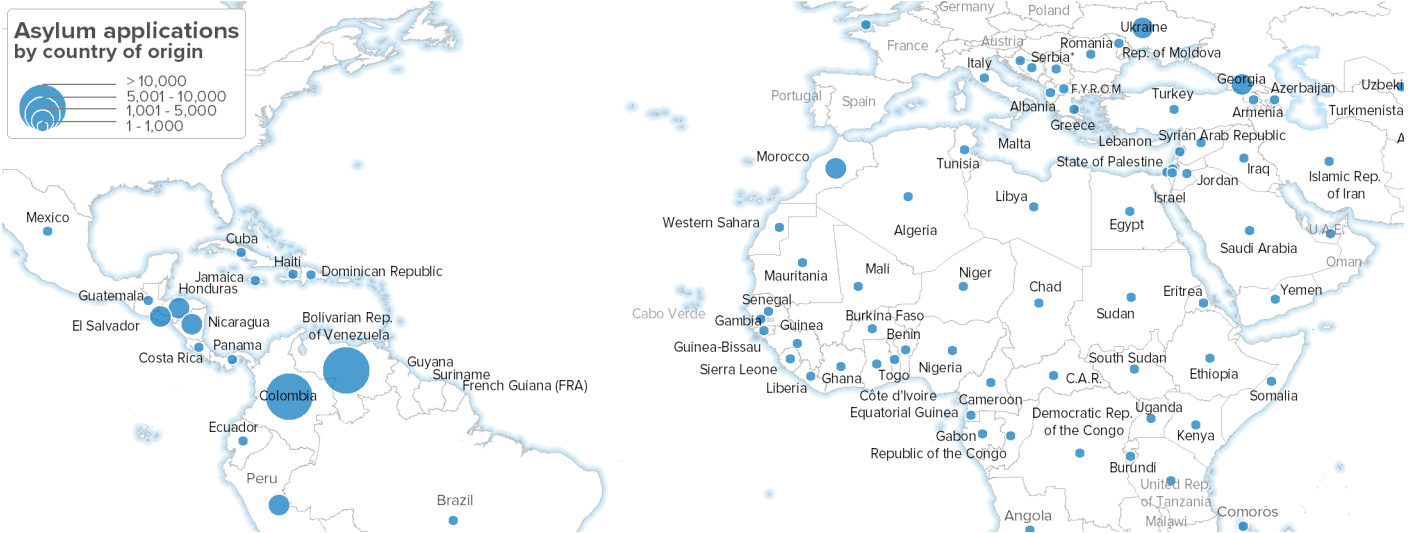 Asylum applications
by country of origin
> 10,000
5,001 - 10,000
1,001 - 5,000
1 - 1,000
Germany
Poland
France
Austria
Ukraine
Romania
Serbia*
Rep. of Moldova
Italy
Portugal
Spain
F.Y.R.O.M.
Albania
Greece
Turkey
Georgia
Azerbaijan
Armenia
Uzbeki
Turkmenista
A
Malta
Lebanon
Syrian Arab Republic
Morocco
Tunisia
State of Palestine
Iraq
Jordan
Israel
Islamic Rep.
of Iran
Mexico
Western Sahara
Algeria
Libya
Egypt
Saudi Arabia
U.A.E.
Oman
Cuba
Haiti
Dominican Republic
Jamaica
Honduras
Guatemala
El Salvador
Nicaragua
Costa Rica
Panama
Bolivarian Rep.
of Venezuela
Mauritania
Mali
Niger
Chad
Sudan
Eritrea
Yemen
Cabo Verde
Senegal
Gambia
Guinea
Burkina Faso
Benin
Guinea-Bissau
Sierra Leone
Liberia
Ghana
Togo
Nigeria
South Sudan
Ethiopia
Somalia
Guyana
Suriname
French Guiana (FRA)
Colombia
Côte d'Ivoire
Cameroon
C.A.R.
Equatorial Guinea
Democratic Rep.
of the Congo
Uganda
Kenya
Ecuador
Gabon
Republic of the Congo
Burundi
United Rep.
of Tanzania
Peru
Brazil
Angola
Malawi
Comoros